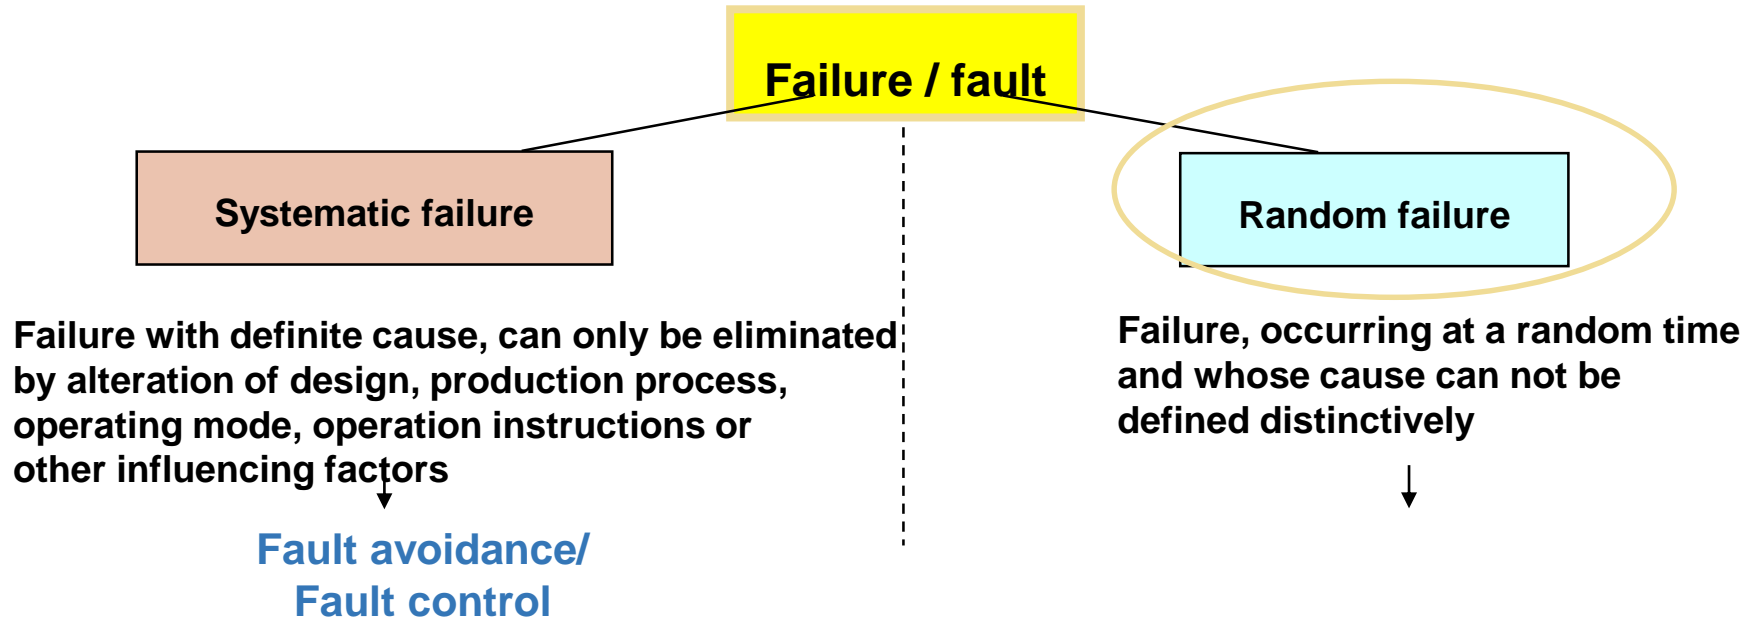 Failure / fault
Systematic failure
Random failure
Failure with definite cause, can only be eliminated
by alteration of design, production process,
operating mode, operation instructions or
other influencing factors
Failure, occurring at a random time
and whose cause can not be
defined distinctively
Fault avoidance/
Fault control